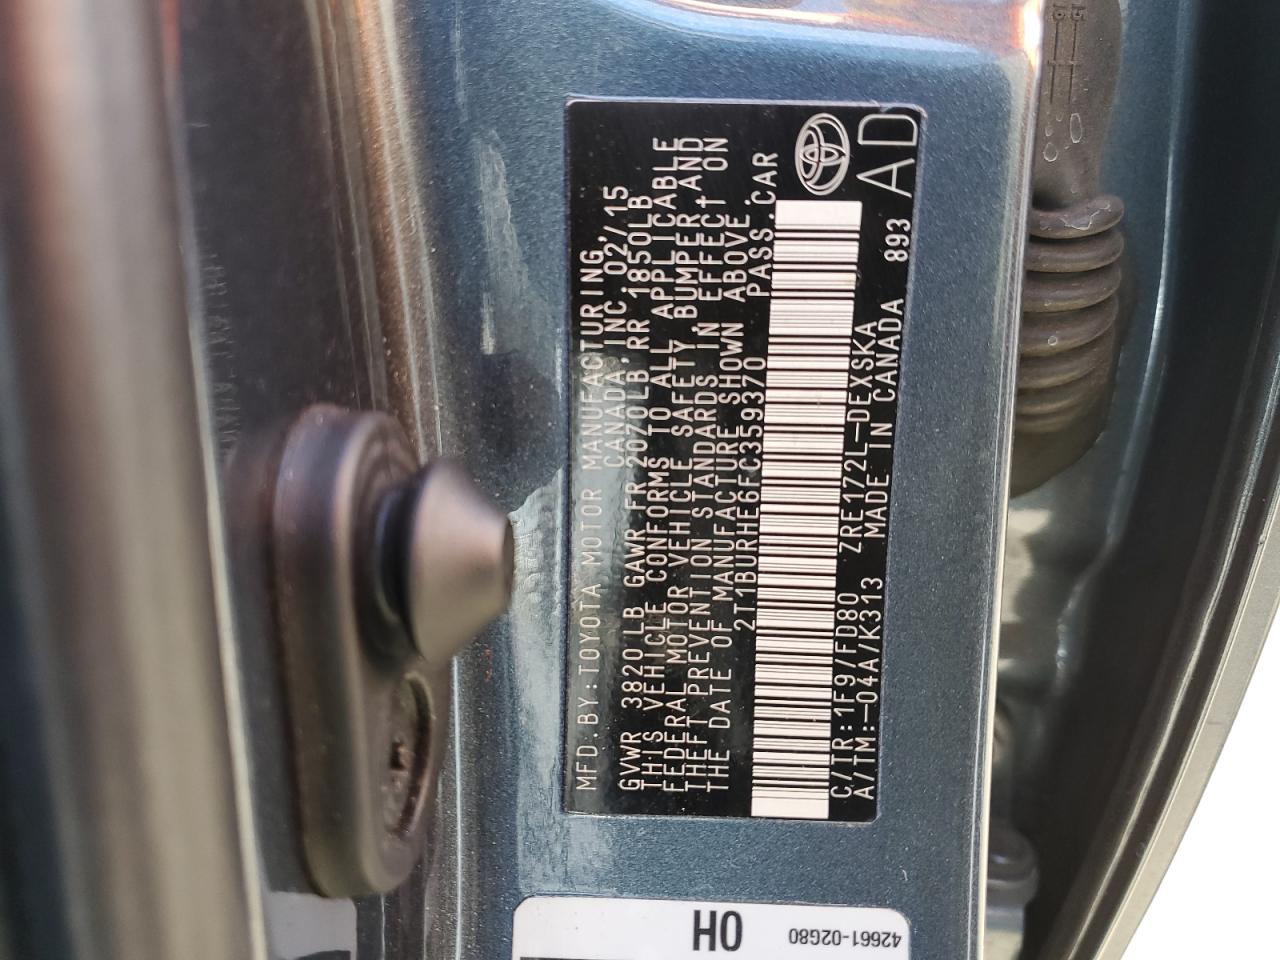 MFD.BY:TOYOTA MOTOR MANUFACTURING,
CANADA, INC. 02/15
GVWR 3820 LB GAWR FR 2070LB, RR 1850LB
THIS VEHICLE CONFORMS TO ALL APPLICABLE
FEDERAL MOTOR VEHICLE SAFETY, BUMPER, AND
THEFT PREVENTION STANDARDS IN EFFECT ON
THE DATE OF MANUFACTURE SHOWN ABOVE.
2T1BURHE6FC359370 PASS.CAR
C/TR:1F9/FD80 ZRE172L-DEXSKA
A/TM:-04A/K313 MADE IN CANADA 893
AD
OH
42661-02G80
15